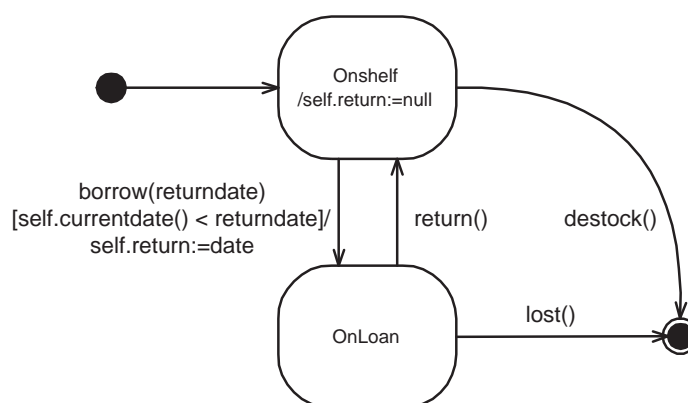 Onshelf
/self.return:=null
borrow(returndate)
[self.currentdate() < returndate]/
self.return:=date
return()
destock()
OnLoan
lost()